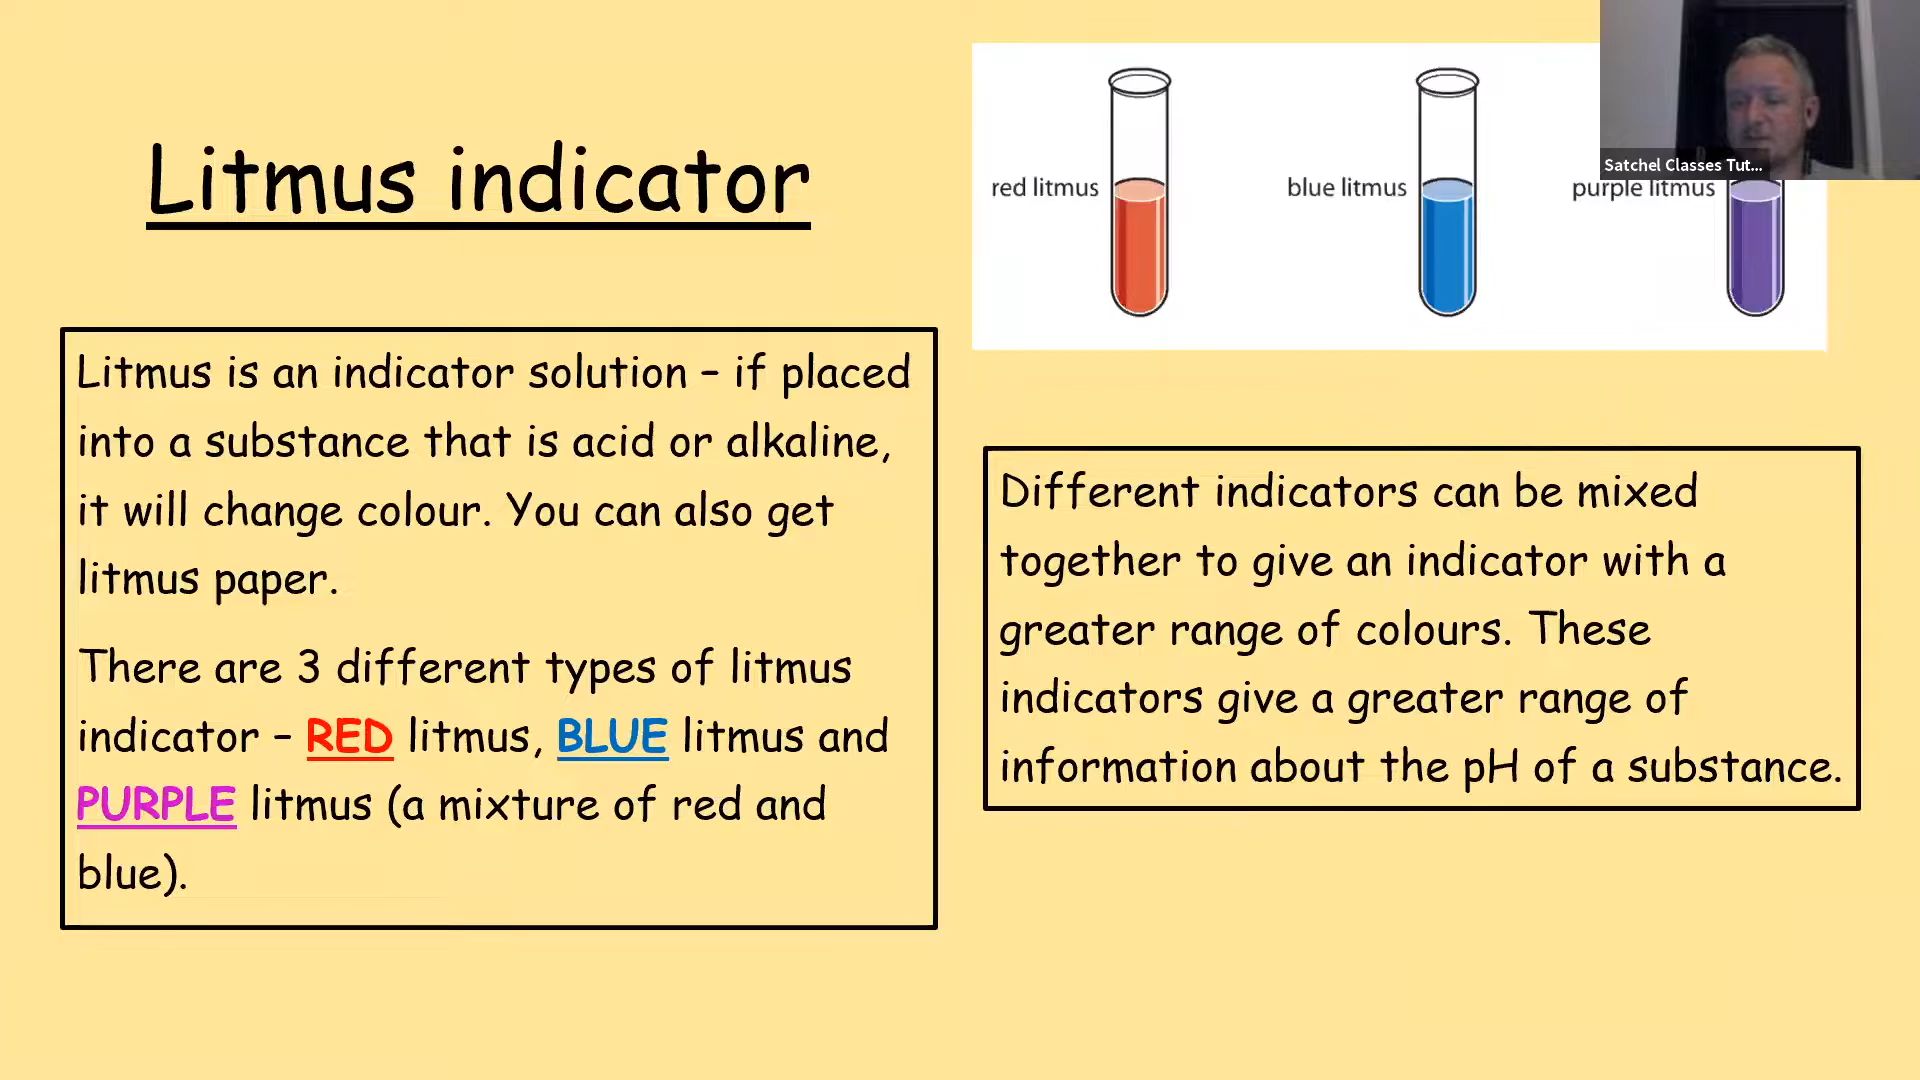 Litmus indicator
red litmus
blue litmus
purple litmus
Satchel Classes Tut...
Litmus is an indicator solution – if placed
into a substance that is acid or alkaline,
it will change colour. You can also get
litmus paper.
There are 3 different types of litmus
indicator – RED litmus, BLUE litmus and
PURPLE litmus (a mixture of red and
blue).
Different indicators can be mixed
together to give an indicator with a
greater range of colours. These
indicators give a greater range of
information about the pH of a substance.